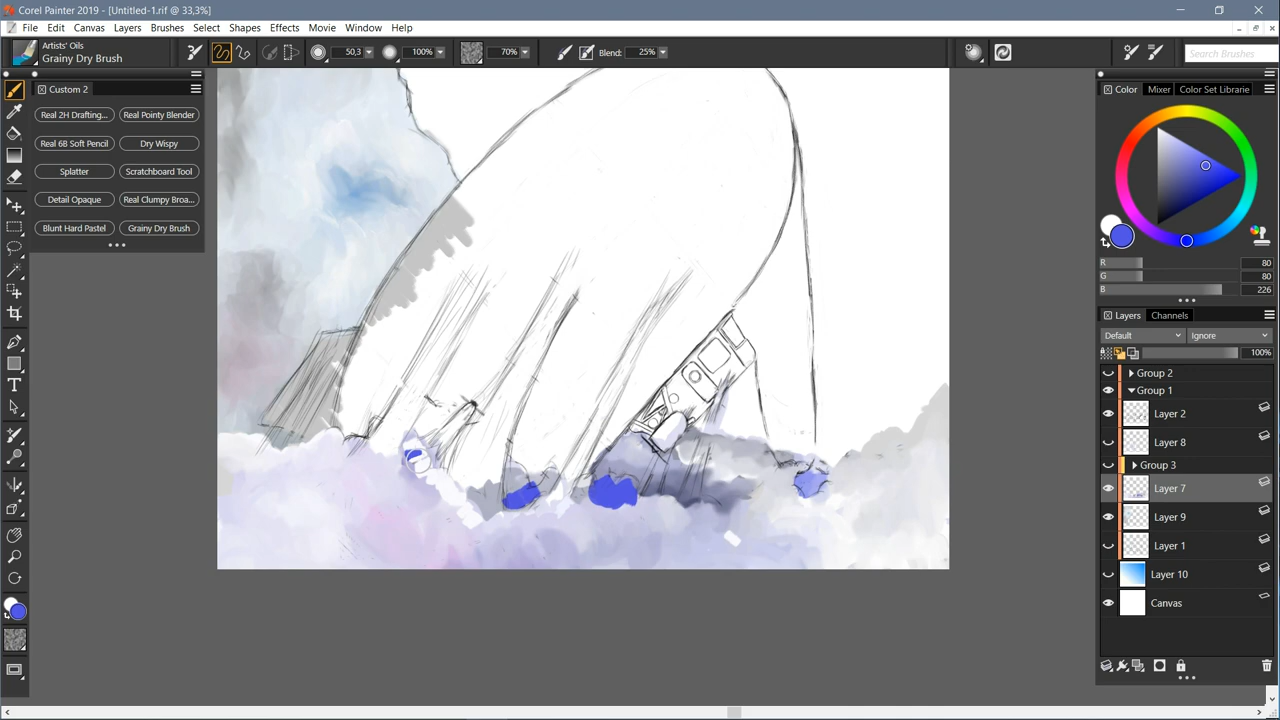 Corel Painter 2019 - [Untitled-1.rif @ 33,3%]
File Edit Canvas Layers Brushes Select Shapes Effects Movie Window Help
Artists' Oils
Grainy Dry Brush
50,3 100% 70% Blend: 25% Search Brushes
Custom 2
Real 2H Drafting... Real Pointy Blender
Real 6B Soft Pencil Dry Wispy
Splatter Scratchboard Tool
Detail Opaque Real Clumpy Broa...
Blunt Hard Pastel Grainy Dry Brush
Color Mixer Color Set Librarie
R 80
G 80
B 226
Layers Channels
Default Ignore
100%
Group 2
Group 1
Layer 2
Layer 8
Group 3
Layer 7
Layer 9
Layer 1
Layer 10
Canvas